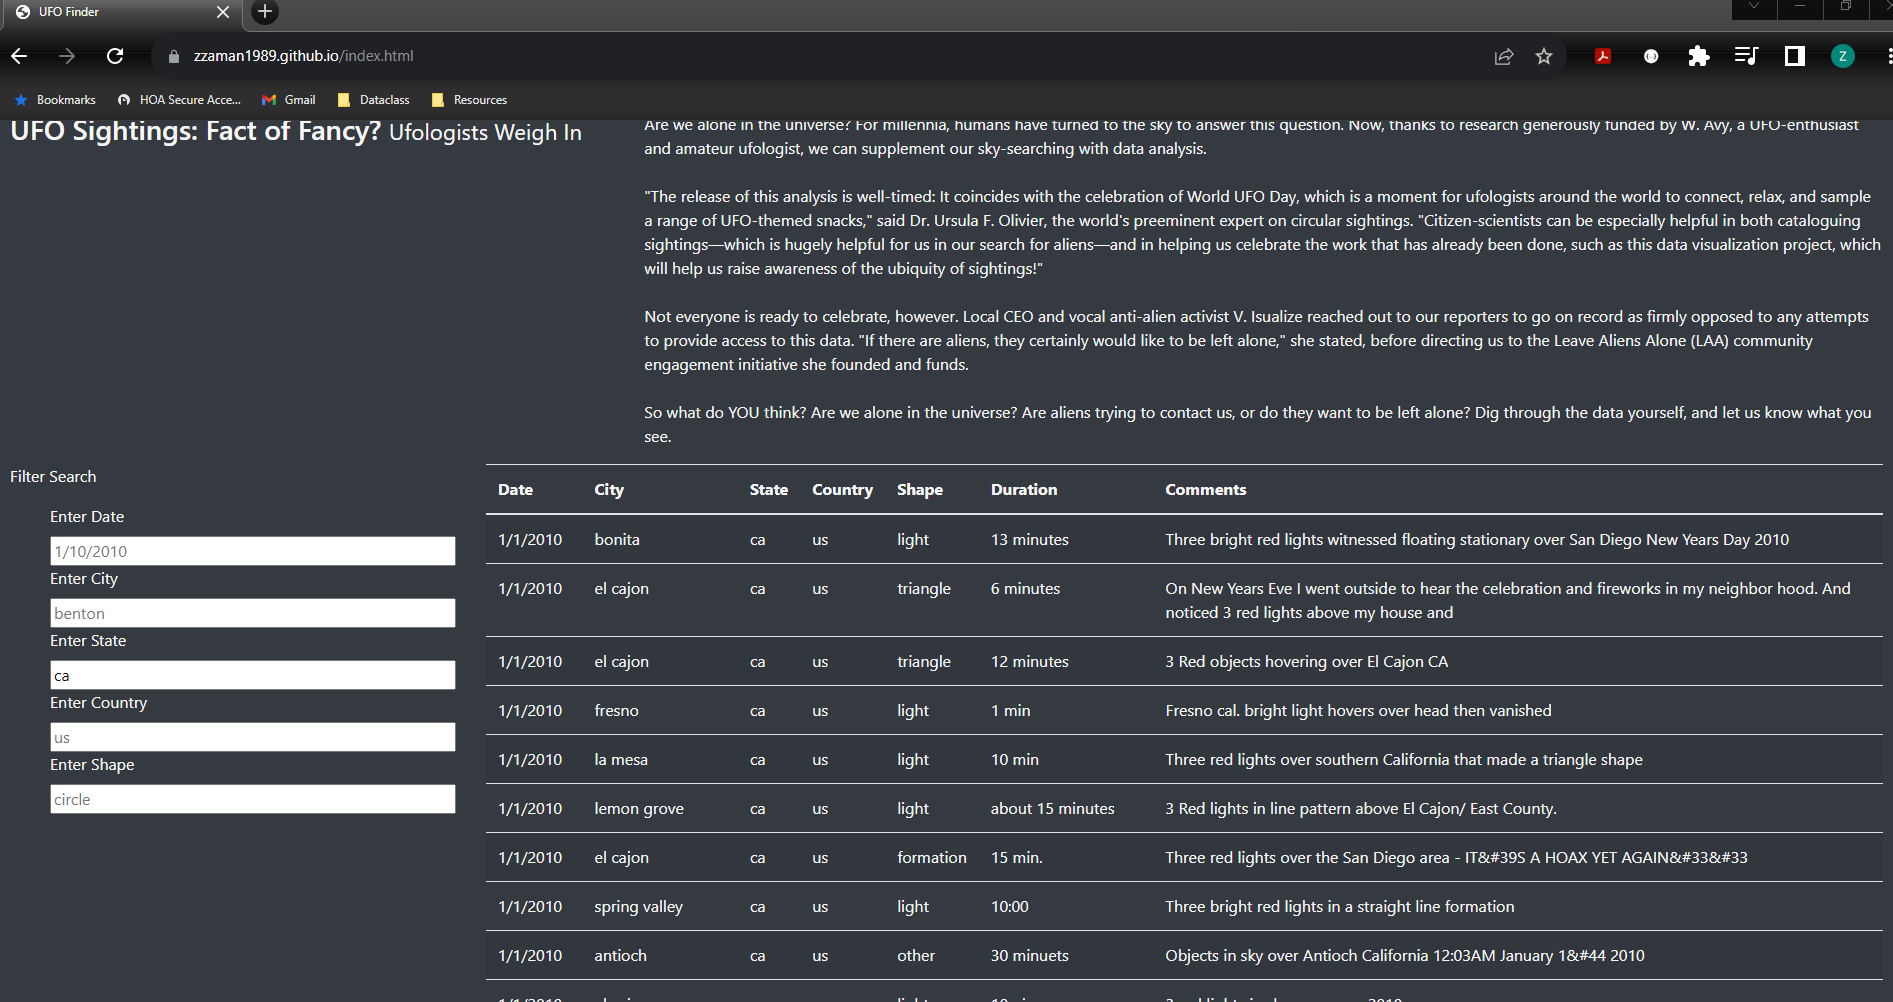 UFO Finder
zzaman1989.github.io/index.html
Z
Bookmarks HOA Secure Acce... Gmail Dataclass Resources
UFO Sightings: Fact of Fancy? Ufologists Weigh In
Are we alone in the universe? For millennia, humans have turned to the sky to answer this question. Now, thanks to research generously funded by W. Avy, a UFO-enthusiast
and amateur ufologist, we can supplement our sky-searching with data analysis.
"The release of this analysis is well-timed: It coincides with the celebration of World UFO Day, which is a moment for ufologists around the world to connect, relax, and sample
a range of UFO-themed snacks," said Dr. Ursula F. Olivier, the world's preeminent expert on circular sightings. "Citizen-scientists can be especially helpful in both cataloguing
sightings—which is hugely helpful for us in our search for aliens—and in helping us celebrate the work that has already been done, such as this data visualization project, which
will help us raise awareness of the ubiquity of sightings!"
Not everyone is ready to celebrate, however. Local CEO and vocal anti-alien activist V. Isualize reached out to our reporters to go on record as firmly opposed to any attempts
to provide access to this data. "If there are aliens, they certainly would like to be left alone," she stated, before directing us to the Leave Aliens Alone (LAA) community
engagement initiative she founded and funds.
So what do YOU think? Are we alone in the universe? Are aliens trying to contact us, or do they want to be left alone? Dig through the data yourself, and let us know what you
see.
Filter Search
Enter Date
1/10/2010
Enter City
benton
Enter State
ca
Enter Country
us
Enter Shape
circle
Date City State Country Shape Duration Comments
1/1/2010 bonita ca us light 13 minutes Three bright red lights witnessed floating stationary over San Diego New Years Day 2010
1/1/2010 el cajon ca us triangle 6 minutes On New Years Eve I went outside to hear the celebration and fireworks in my neighbor hood. And
noticed 3 red lights above my house and
1/1/2010 el cajon ca us triangle 12 minutes 3 Red objects hovering over El Cajon CA
1/1/2010 fresno ca us light 1 min Fresno cal. bright light hovers over head then vanished
1/1/2010 la mesa ca us light 10 min Three red lights over southern California that made a triangle shape
1/1/2010 lemon grove ca us light about 15 minutes 3 Red lights in line pattern above El Cajon/ East County.
1/1/2010 el cajon ca us formation 15 min. Three red lights over the San Diego area - IT&#39S A HOAX YET AGAIN&#33&#33
1/1/2010 spring valley ca us light 10:00 Three bright red lights in a straight line formation
1/1/2010 antioch ca us other 30 minuets Objects in sky over Antioch California 12:03AM January 1&#44 2010